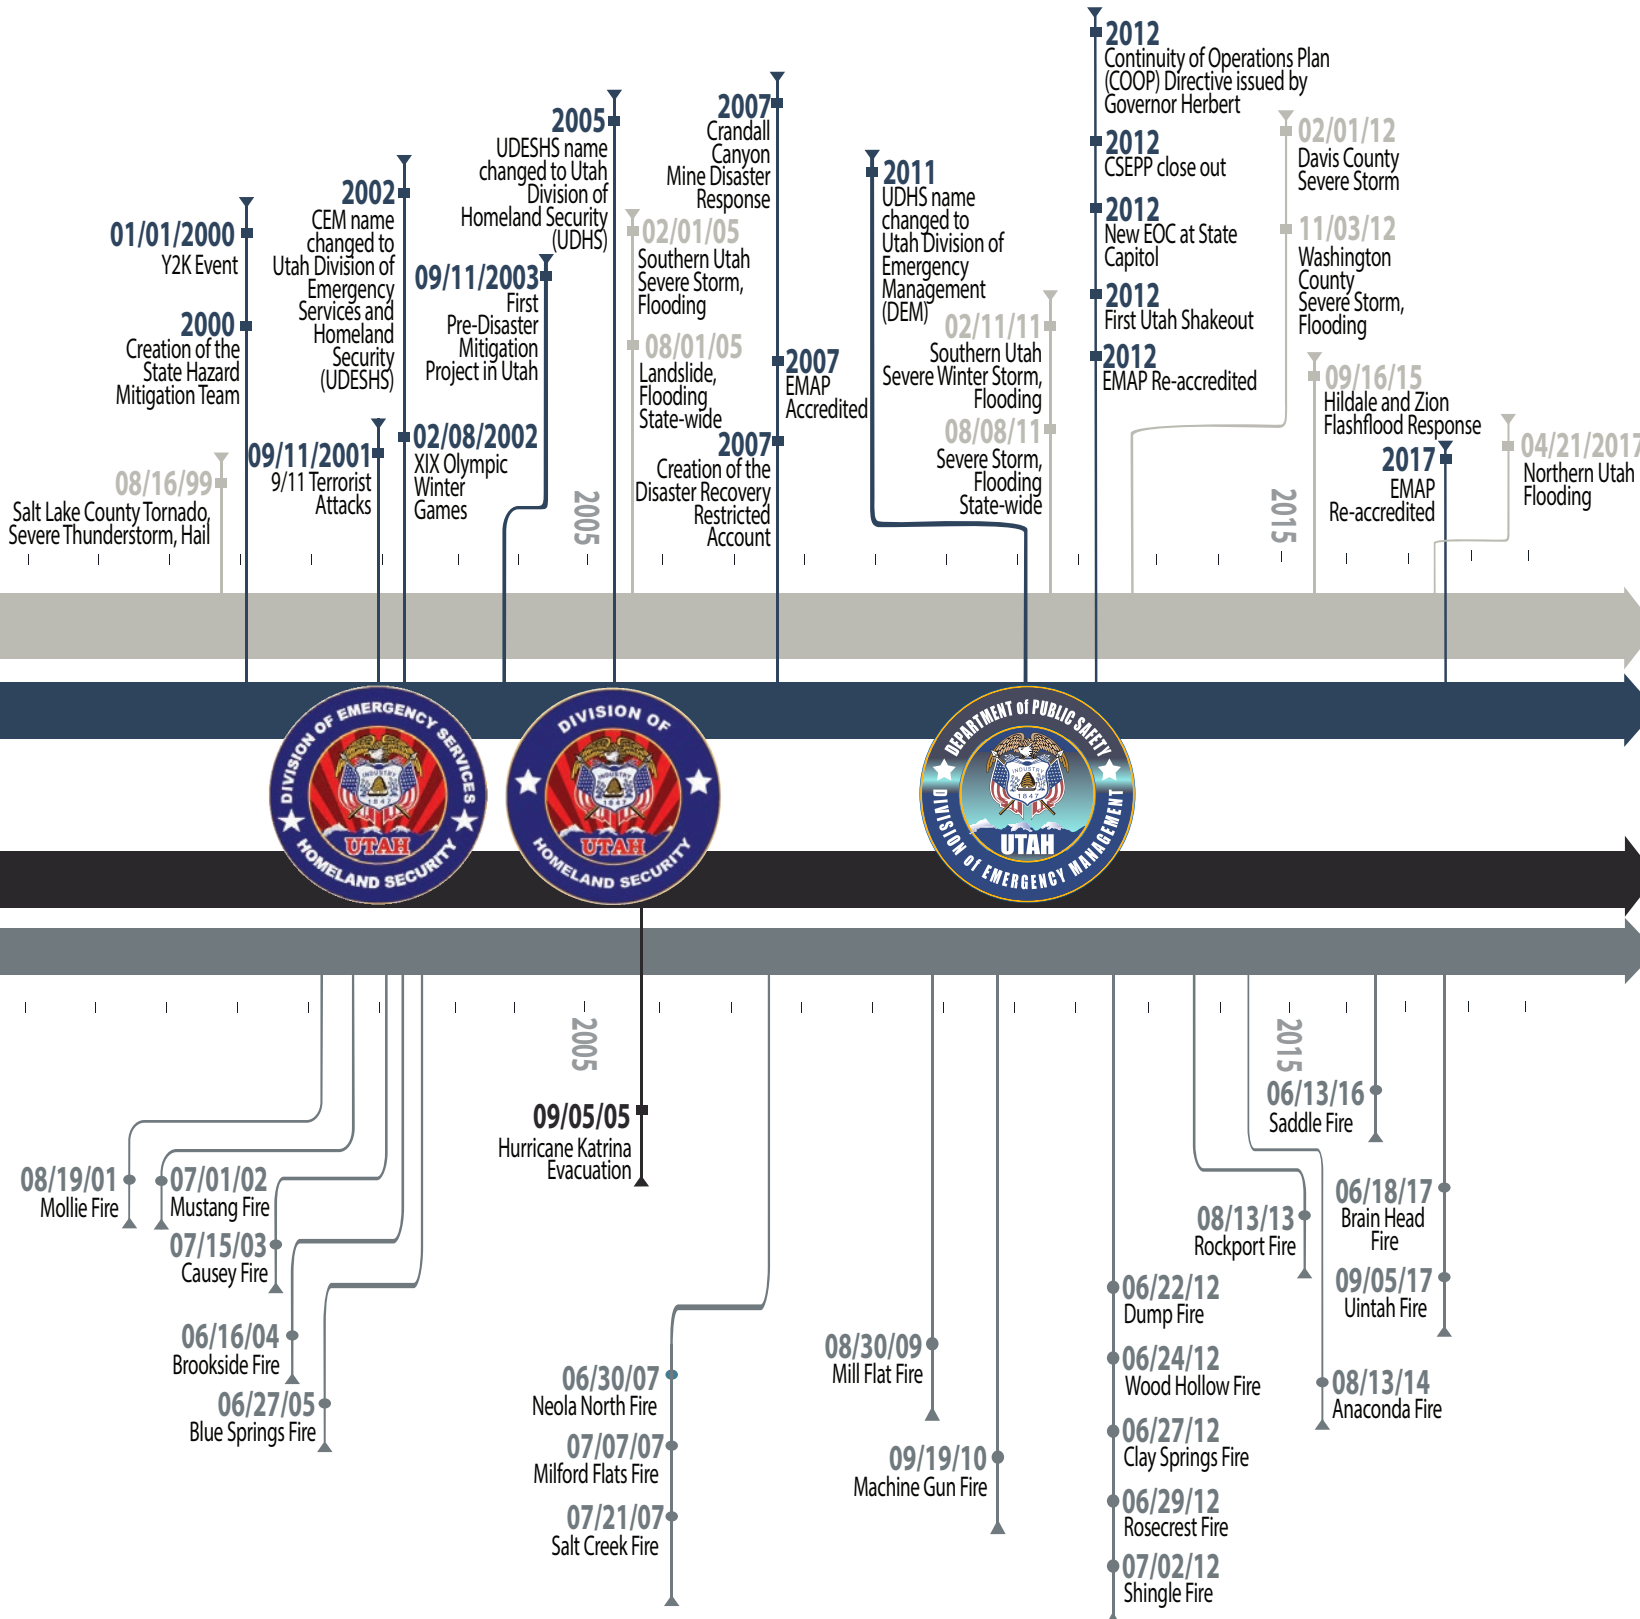 01/01/2000
Y2K Event
2000
Creation of the
State Hazard
Mitigation Team
08/16/99
Salt Lake County Tornado,
Severe Thunderstorm, Hail
2002
CEM name
changed to
Utah Division of
Emergency
Services and
Homeland
Security
(UDESHS)
09/11/2001
9/11 Terrorist
Attacks
02/08/2002
XIX Olympic
Winter
Games
09/11/2003
First
Pre-Disaster
Mitigation
Project in Utah
2005
UDESHS name
changed to Utah
Division of
Homeland Security
(UDHS)
02/01/05
Southern Utah
Severe Storm,
Flooding
08/01/05
Landslide,
Flooding
State-wide
2005
2007
Crandall
Canyon
Mine Disaster
Response
2007
EMAP
Accredited
2007
Creation of the
Disaster Recovery
Restricted
Account
2011
UDHS name
changed to
Utah Division of
Emergency
Management
(DEM)
02/11/11
Southern Utah
Severe Winter Storm,
Flooding
08/08/11
Severe Storm,
Flooding
State-wide
2012
Continuity of Operations Plan
(COOP) Directive issued by
Governor Herbert
2012
CSEPP close out
2012
New EOC at State
Capitol
2012
First Utah Shakeout
2012
EMAP Re-accredited
02/01/12
Davis County
Severe Storm
11/03/12
Washington
County
Severe Storm,
Flooding
2015
09/16/15
Hildale and Zion
Flashflood Response
2017
EMAP
Re-accredited
04/21/2017
Northern Utah
Flooding
DIVISION OF EMERGENCY SERVICES
INDUSTRY
1847
UTAH
HOMELAND SECURITY
DIVISION OF
INDUSTRY
1847
UTAH
HOMELAND SECURITY
DEPARTMENT of PUBLIC SAFETY
INDUSTRY
1847
UTAH
DIVISION of EMERGENCY MANAGEMENT
2005
2015
08/19/01
Mollie Fire
07/01/02
Mustang Fire
07/15/03
Causey Fire
06/16/04
Brookside Fire
06/27/05
Blue Springs Fire
09/05/05
Hurricane Katrina
Evacuation
06/30/07
Neola North Fire
07/07/07
Milford Flats Fire
07/21/07
Salt Creek Fire
08/30/09
Mill Flat Fire
09/19/10
Machine Gun Fire
06/22/12
Dump Fire
06/24/12
Wood Hollow Fire
06/27/12
Clay Springs Fire
06/29/12
Rosecrest Fire
07/02/12
Shingle Fire
08/13/13
Rockport Fire
08/13/14
Anaconda Fire
06/13/16
Saddle Fire
06/18/17
Brain Head
Fire
09/05/17
Uintah Fire